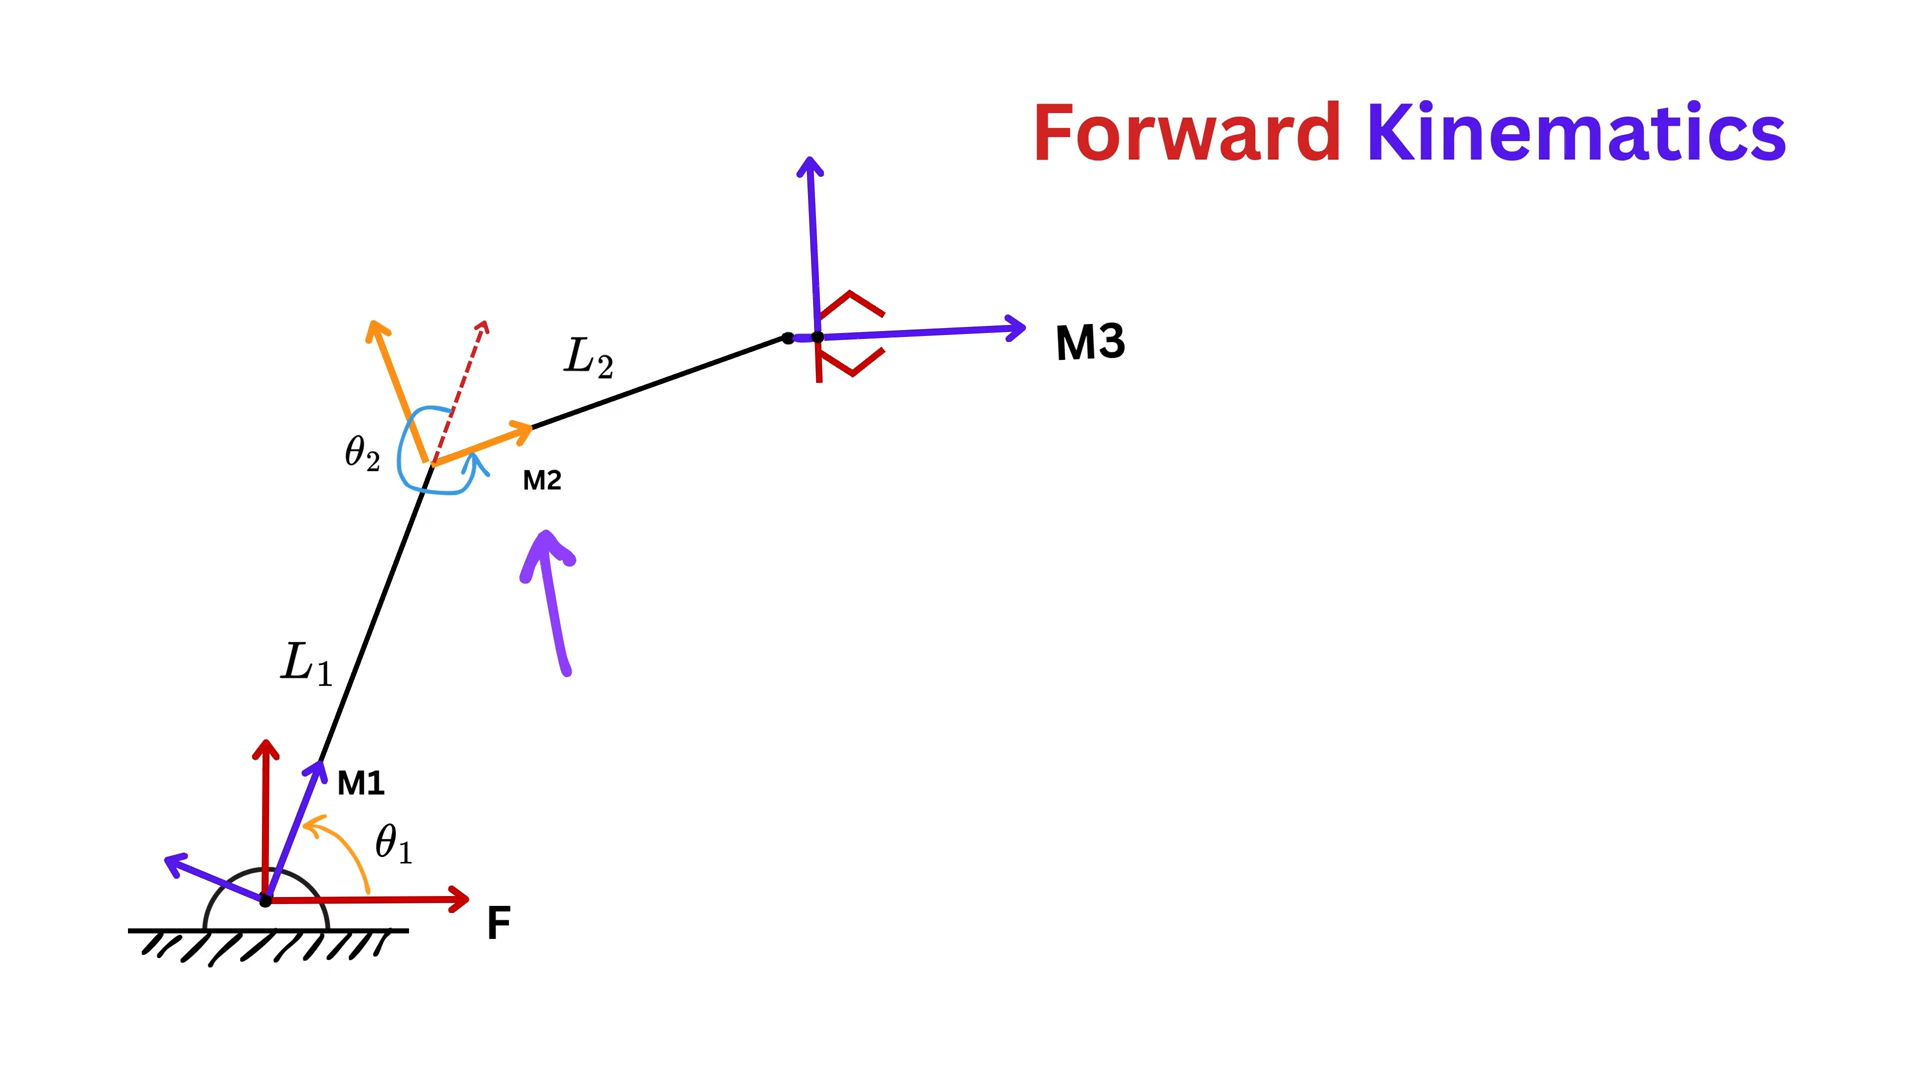 Forward Kinematics
M3
L₂
θ₂
M2
L₁
M1
θ₁
F